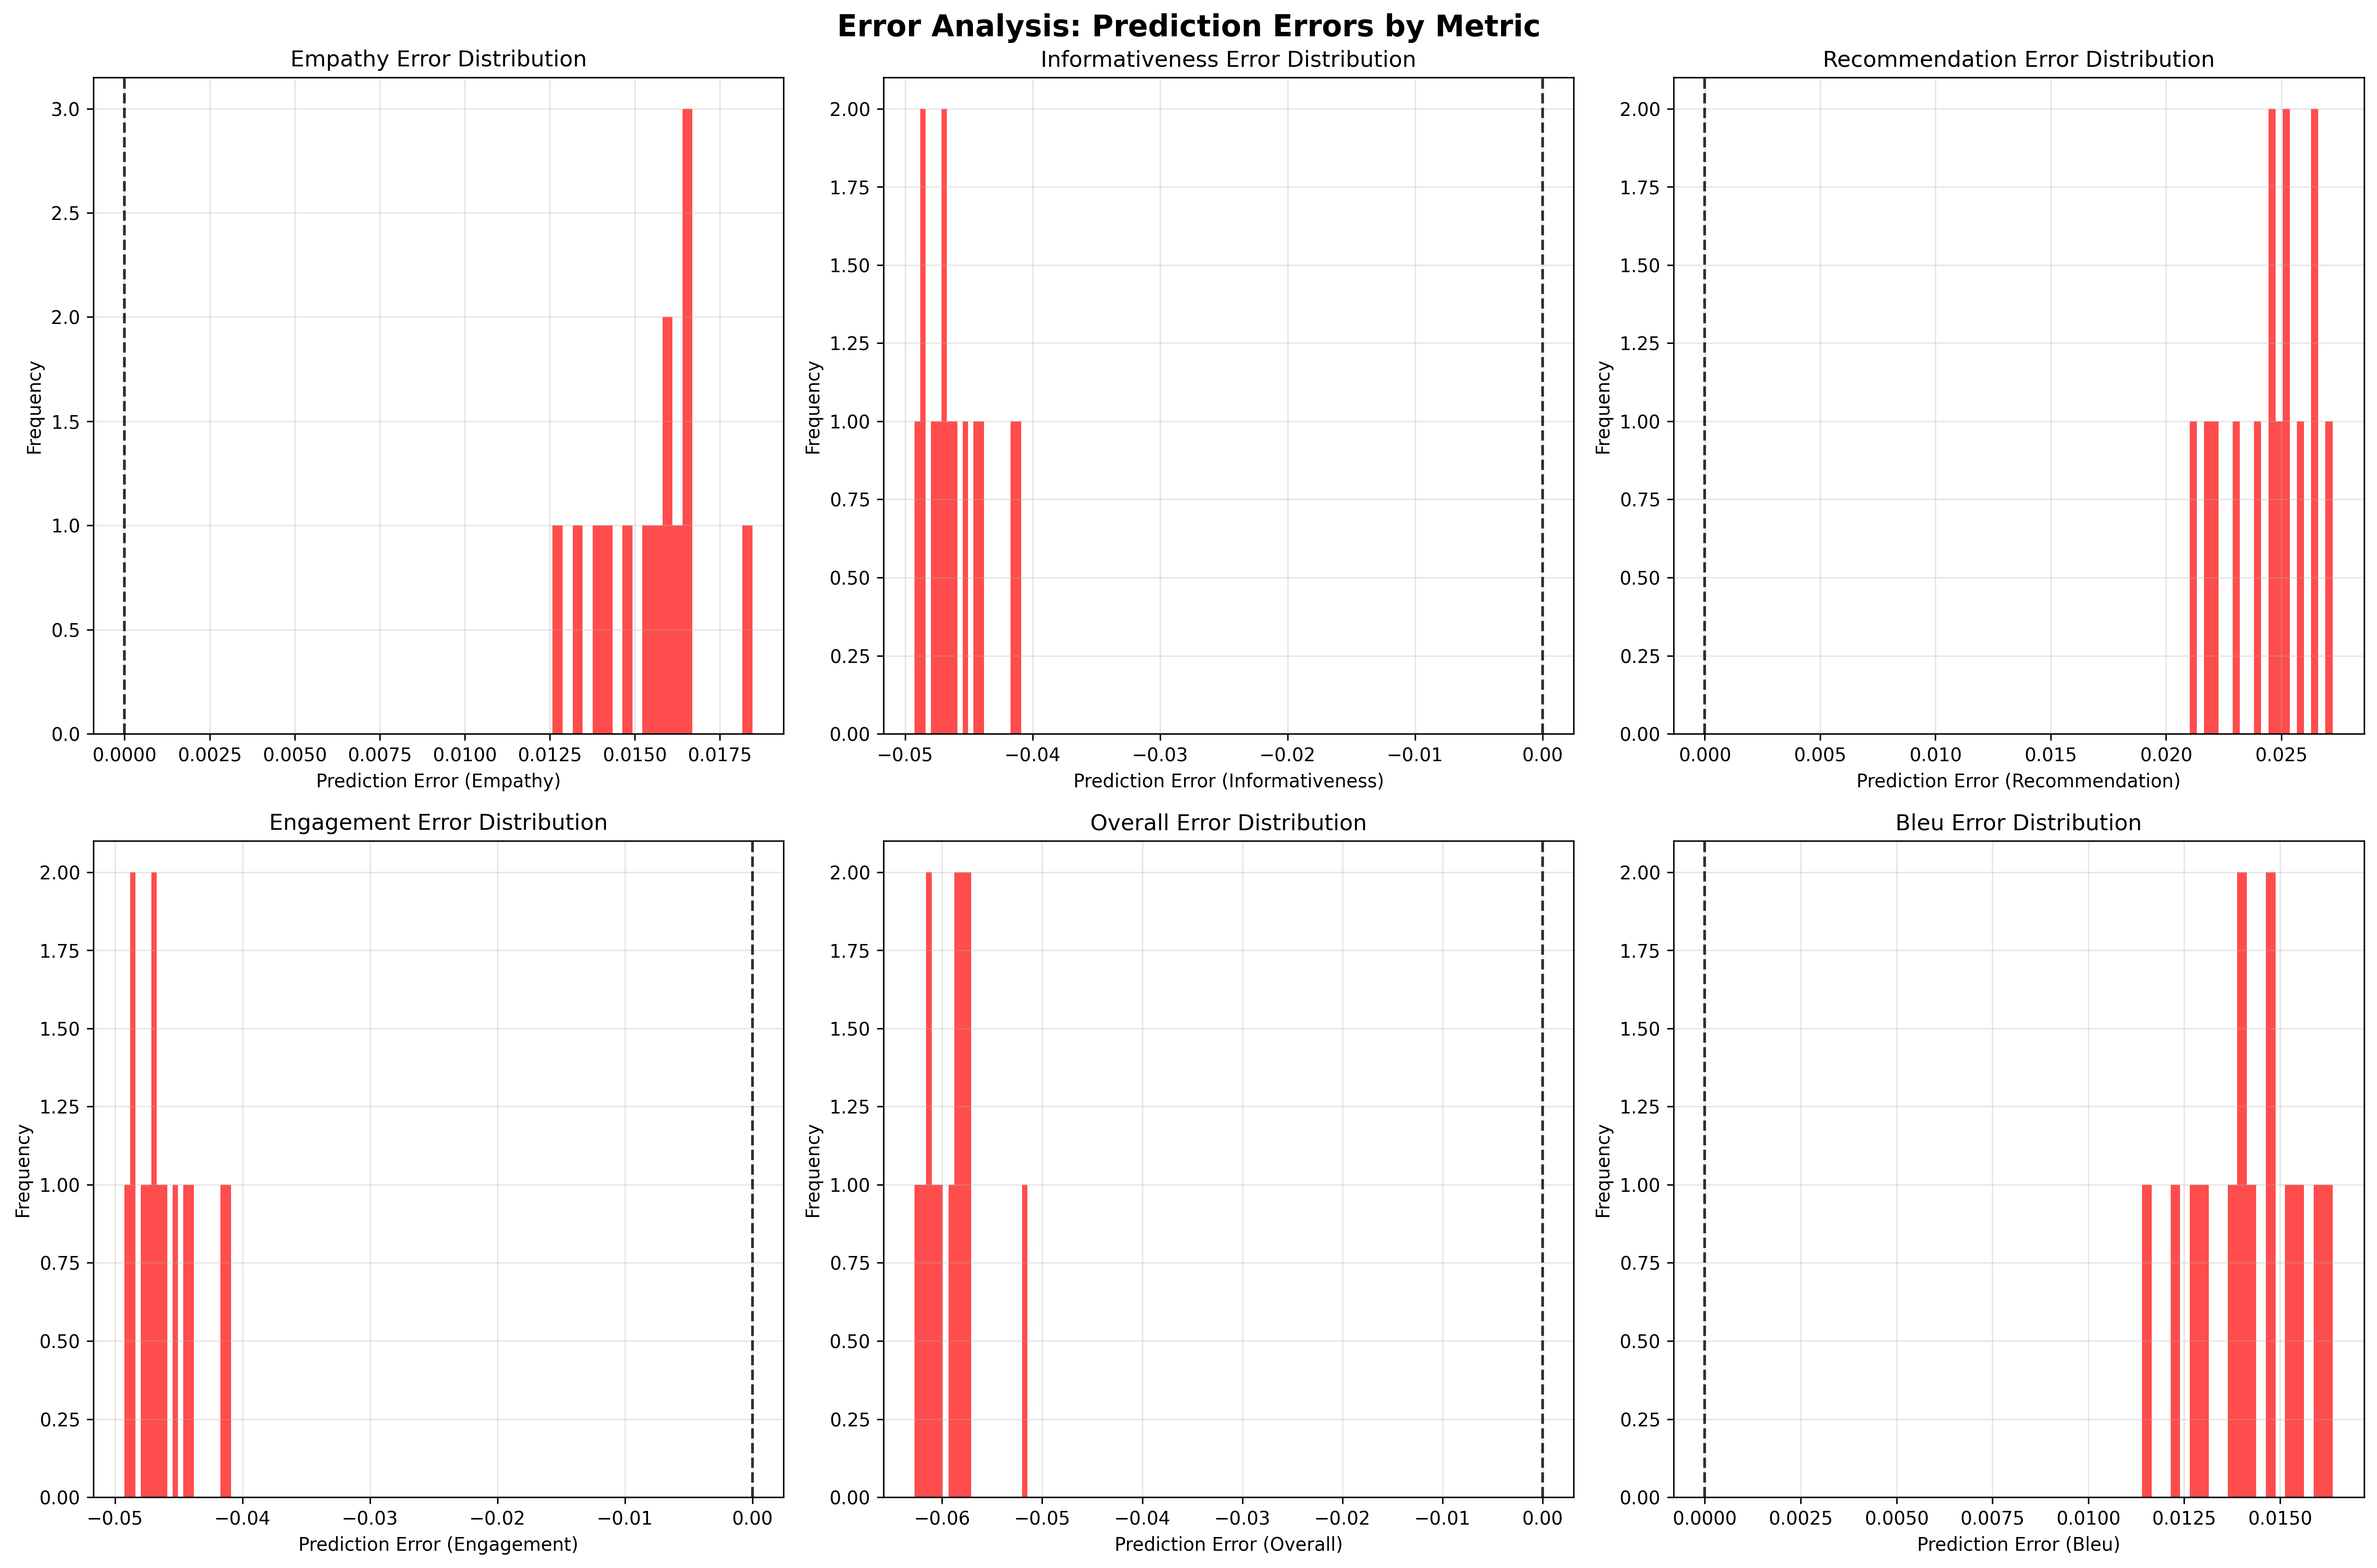 Error Analysis: Prediction Errors by Metric
Empathy Error Distribution
Frequency
3.0
2.5
2.0
1.5
1.0
0.5
0.0
0.0000 0.0025 0.0050 0.0075 0.0100 0.0125 0.0150 0.0175
Prediction Error (Empathy)
Informativeness Error Distribution
Frequency
2.00
1.75
1.50
1.25
1.00
0.75
0.50
0.25
0.00
−0.05 −0.04 −0.03 −0.02 −0.01 0.00
Prediction Error (Informativeness)
Recommendation Error Distribution
Frequency
2.00
1.75
1.50
1.25
1.00
0.75
0.50
0.25
0.00
0.000 0.005 0.010 0.015 0.020 0.025
Prediction Error (Recommendation)
Engagement Error Distribution
Frequency
2.00
1.75
1.50
1.25
1.00
0.75
0.50
0.25
0.00
−0.05 −0.04 −0.03 −0.02 −0.01 0.00
Prediction Error (Engagement)
Overall Error Distribution
Frequency
2.00
1.75
1.50
1.25
1.00
0.75
0.50
0.25
0.00
−0.06 −0.05 −0.04 −0.03 −0.02 −0.01 0.00
Prediction Error (Overall)
Bleu Error Distribution
Frequency
2.00
1.75
1.50
1.25
1.00
0.75
0.50
0.25
0.00
0.0000 0.0025 0.0050 0.0075 0.0100 0.0125 0.0150
Prediction Error (Bleu)